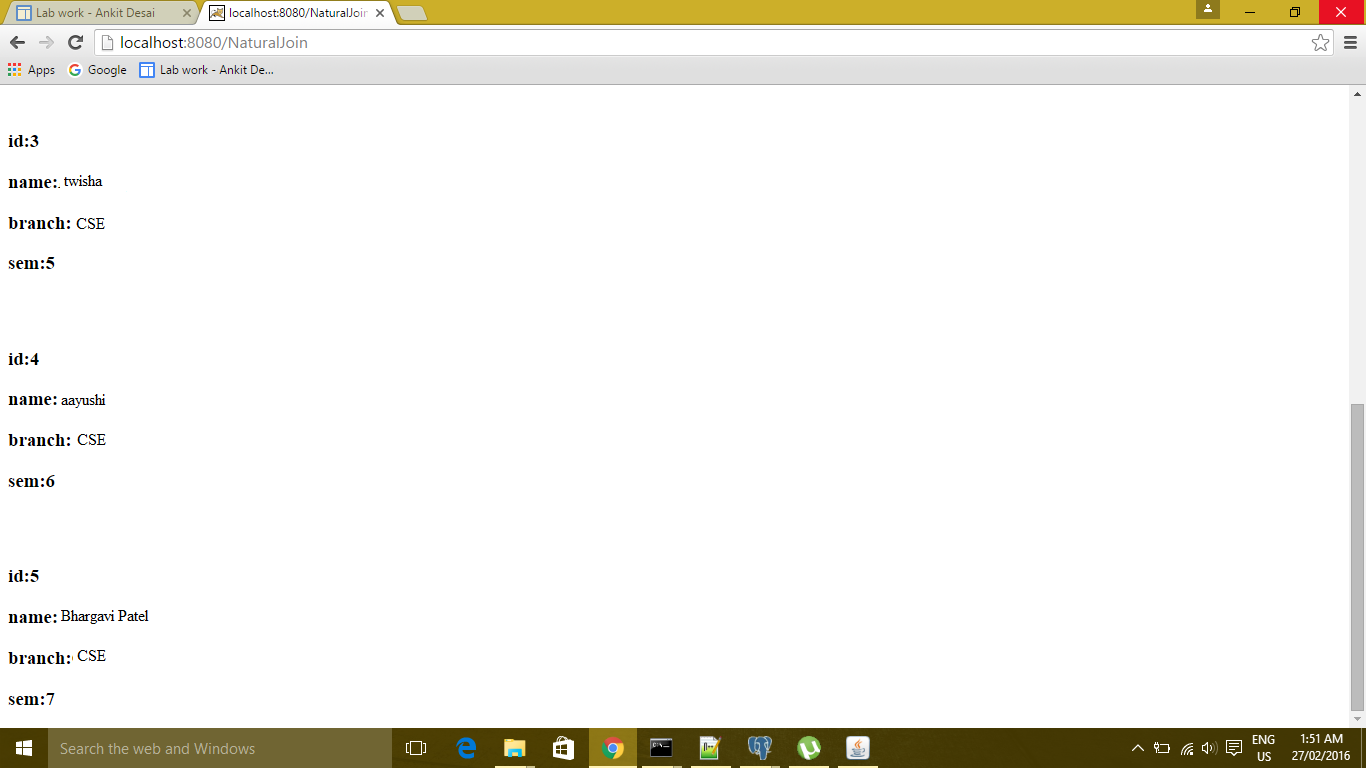 Lab work - Ankit Desai
localhost:8080/NaturalJoin
localhost:8080/NaturalJoin
Apps
Google
Lab work - Ankit De...
id:3
name: twisha
branch: CSE
sem:5
id:4
name: aayushi
branch: CSE
sem:6
id:5
name: Bhargavi Patel
branch: CSE
sem:7
Search the web and Windows
ENG
US
1:51 AM
27/02/2016